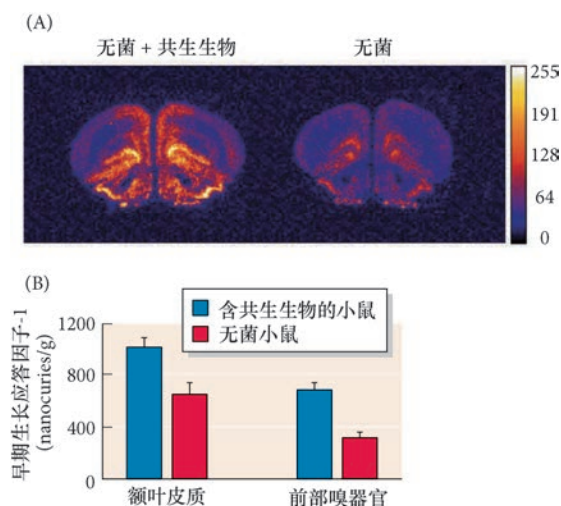 (A)
无菌 + 共生生物
无菌
255
191
128
64
0
(B)
含共生生物的小鼠
无菌小鼠
早期生长应答因子-1
(nanocuries/g)
1200
800
400
0
额叶皮质
前部嗅器官